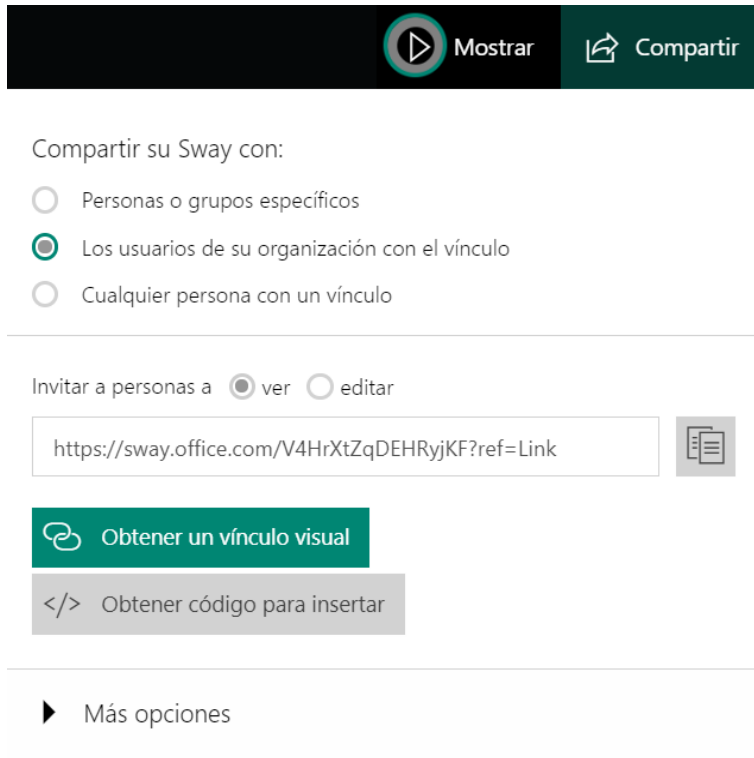 Mostrar Compartir
Compartir su Sway con:
Personas o grupos específicos
Los usuarios de su organización con el vínculo
Cualquier persona con un vínculo
Invitar a personas a ver editar
https://sway.office.com/V4HrXtZqDEHRyjKF?ref=Link
Obtener un vínculo visual
</> Obtener código para insertar
Más opciones